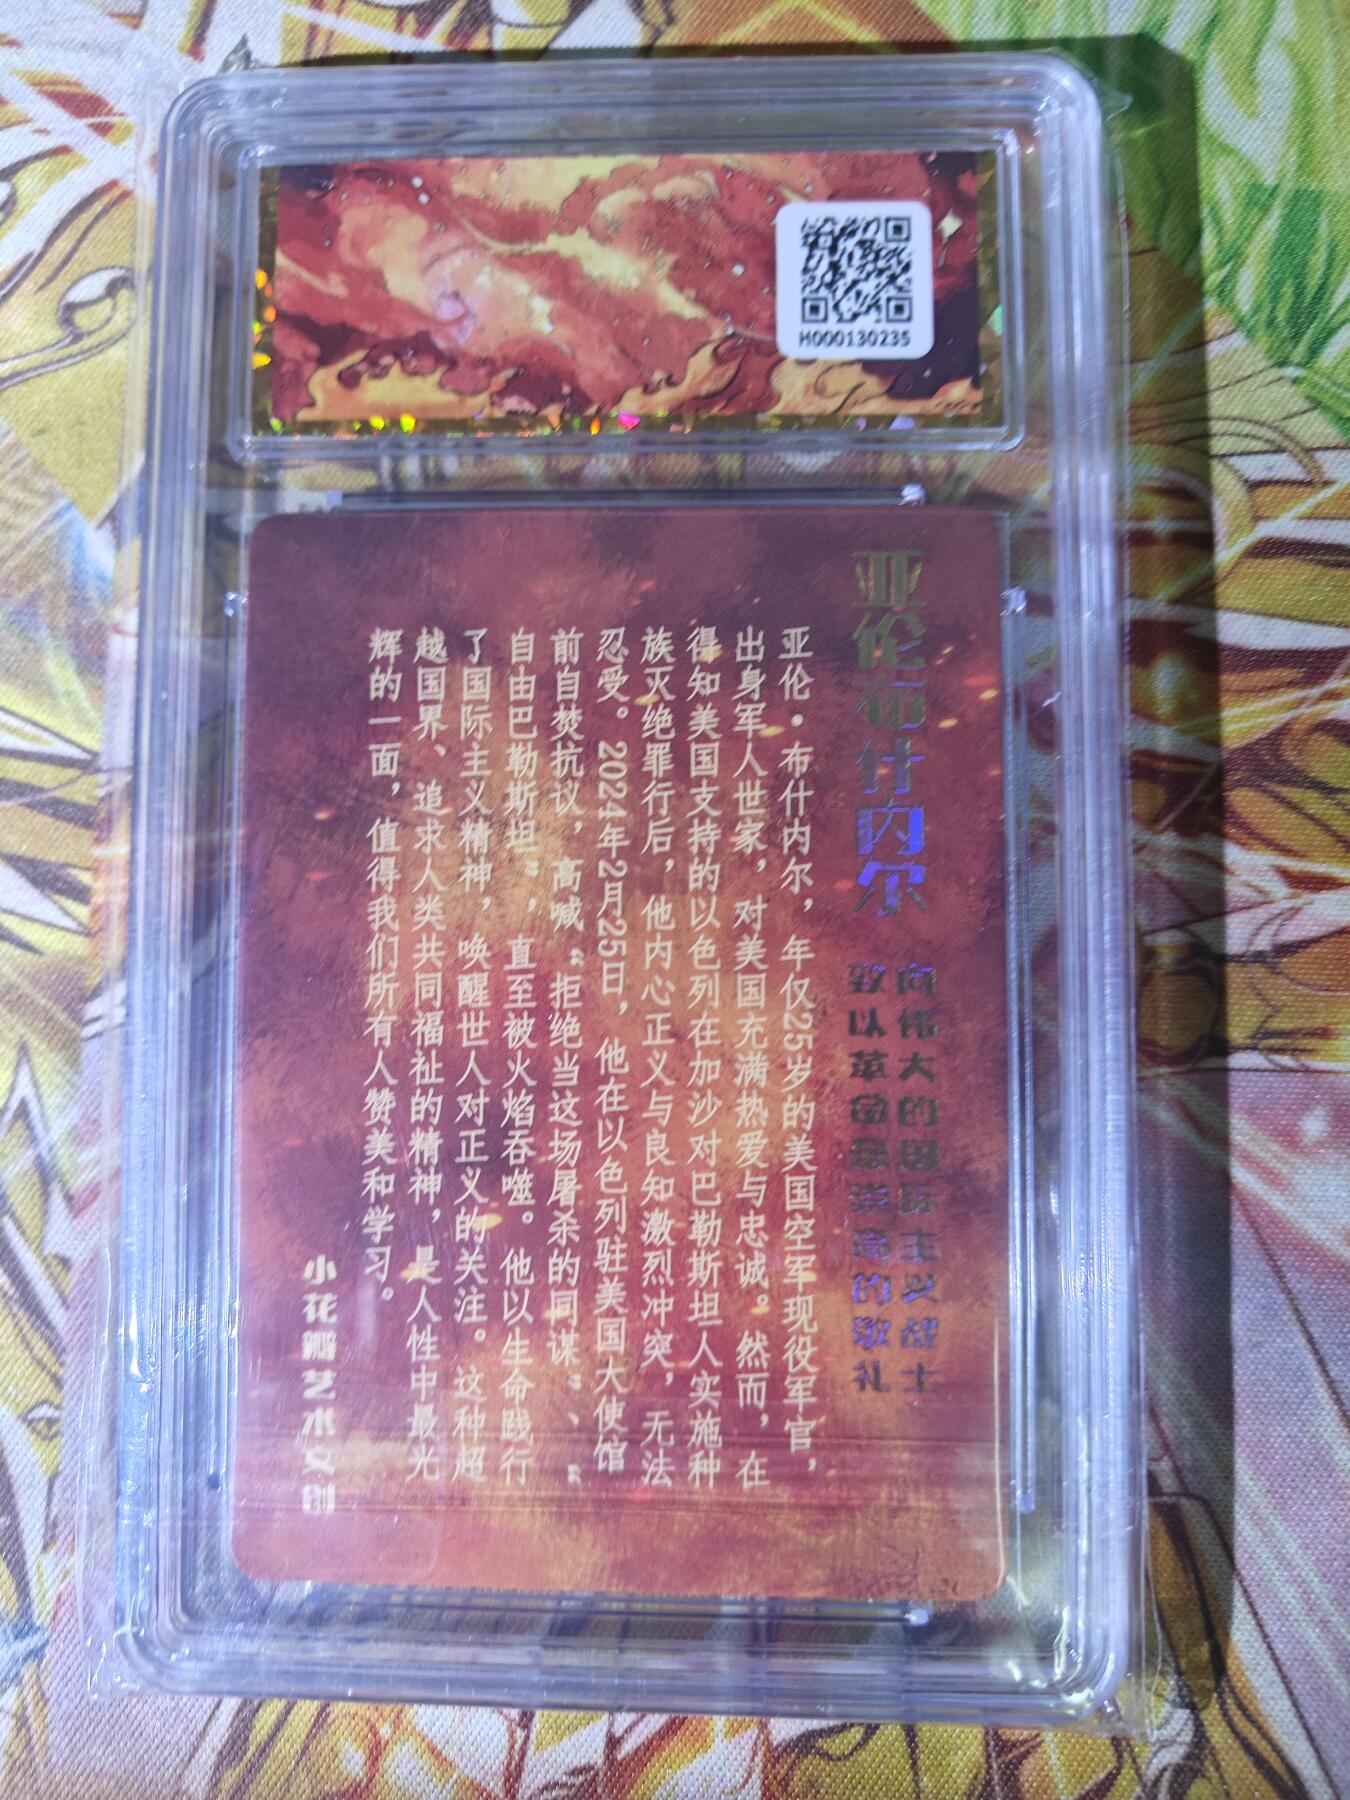 H000130235
亚伦布什内尔
向伟大的国际主义战士
致以革命最崇高的敬礼
亚伦·布什内尔，年仅25岁的美国空军现役军官，
出身军人世家，对美国充满热爱与忠诚。然而，在
得知美国支持的以色列在加沙对巴勒斯坦人实施种
族灭绝罪行后，他内心正义与良知激烈冲突，无法
忍受。2024年2月25日，他在以色列驻美国大使馆
前自焚抗议，高喊“拒绝当这场屠杀的同谋”、“
自由巴勒斯坦”，直至被火焰吞噬。他以生命践行
了国际主义精神，唤醒世人对正义的关注。这种超
越国界、追求人类共同福祉的精神，是人性中最光
辉的一面，值得我们所有人赞美和学习。
小花瓣艺术文创